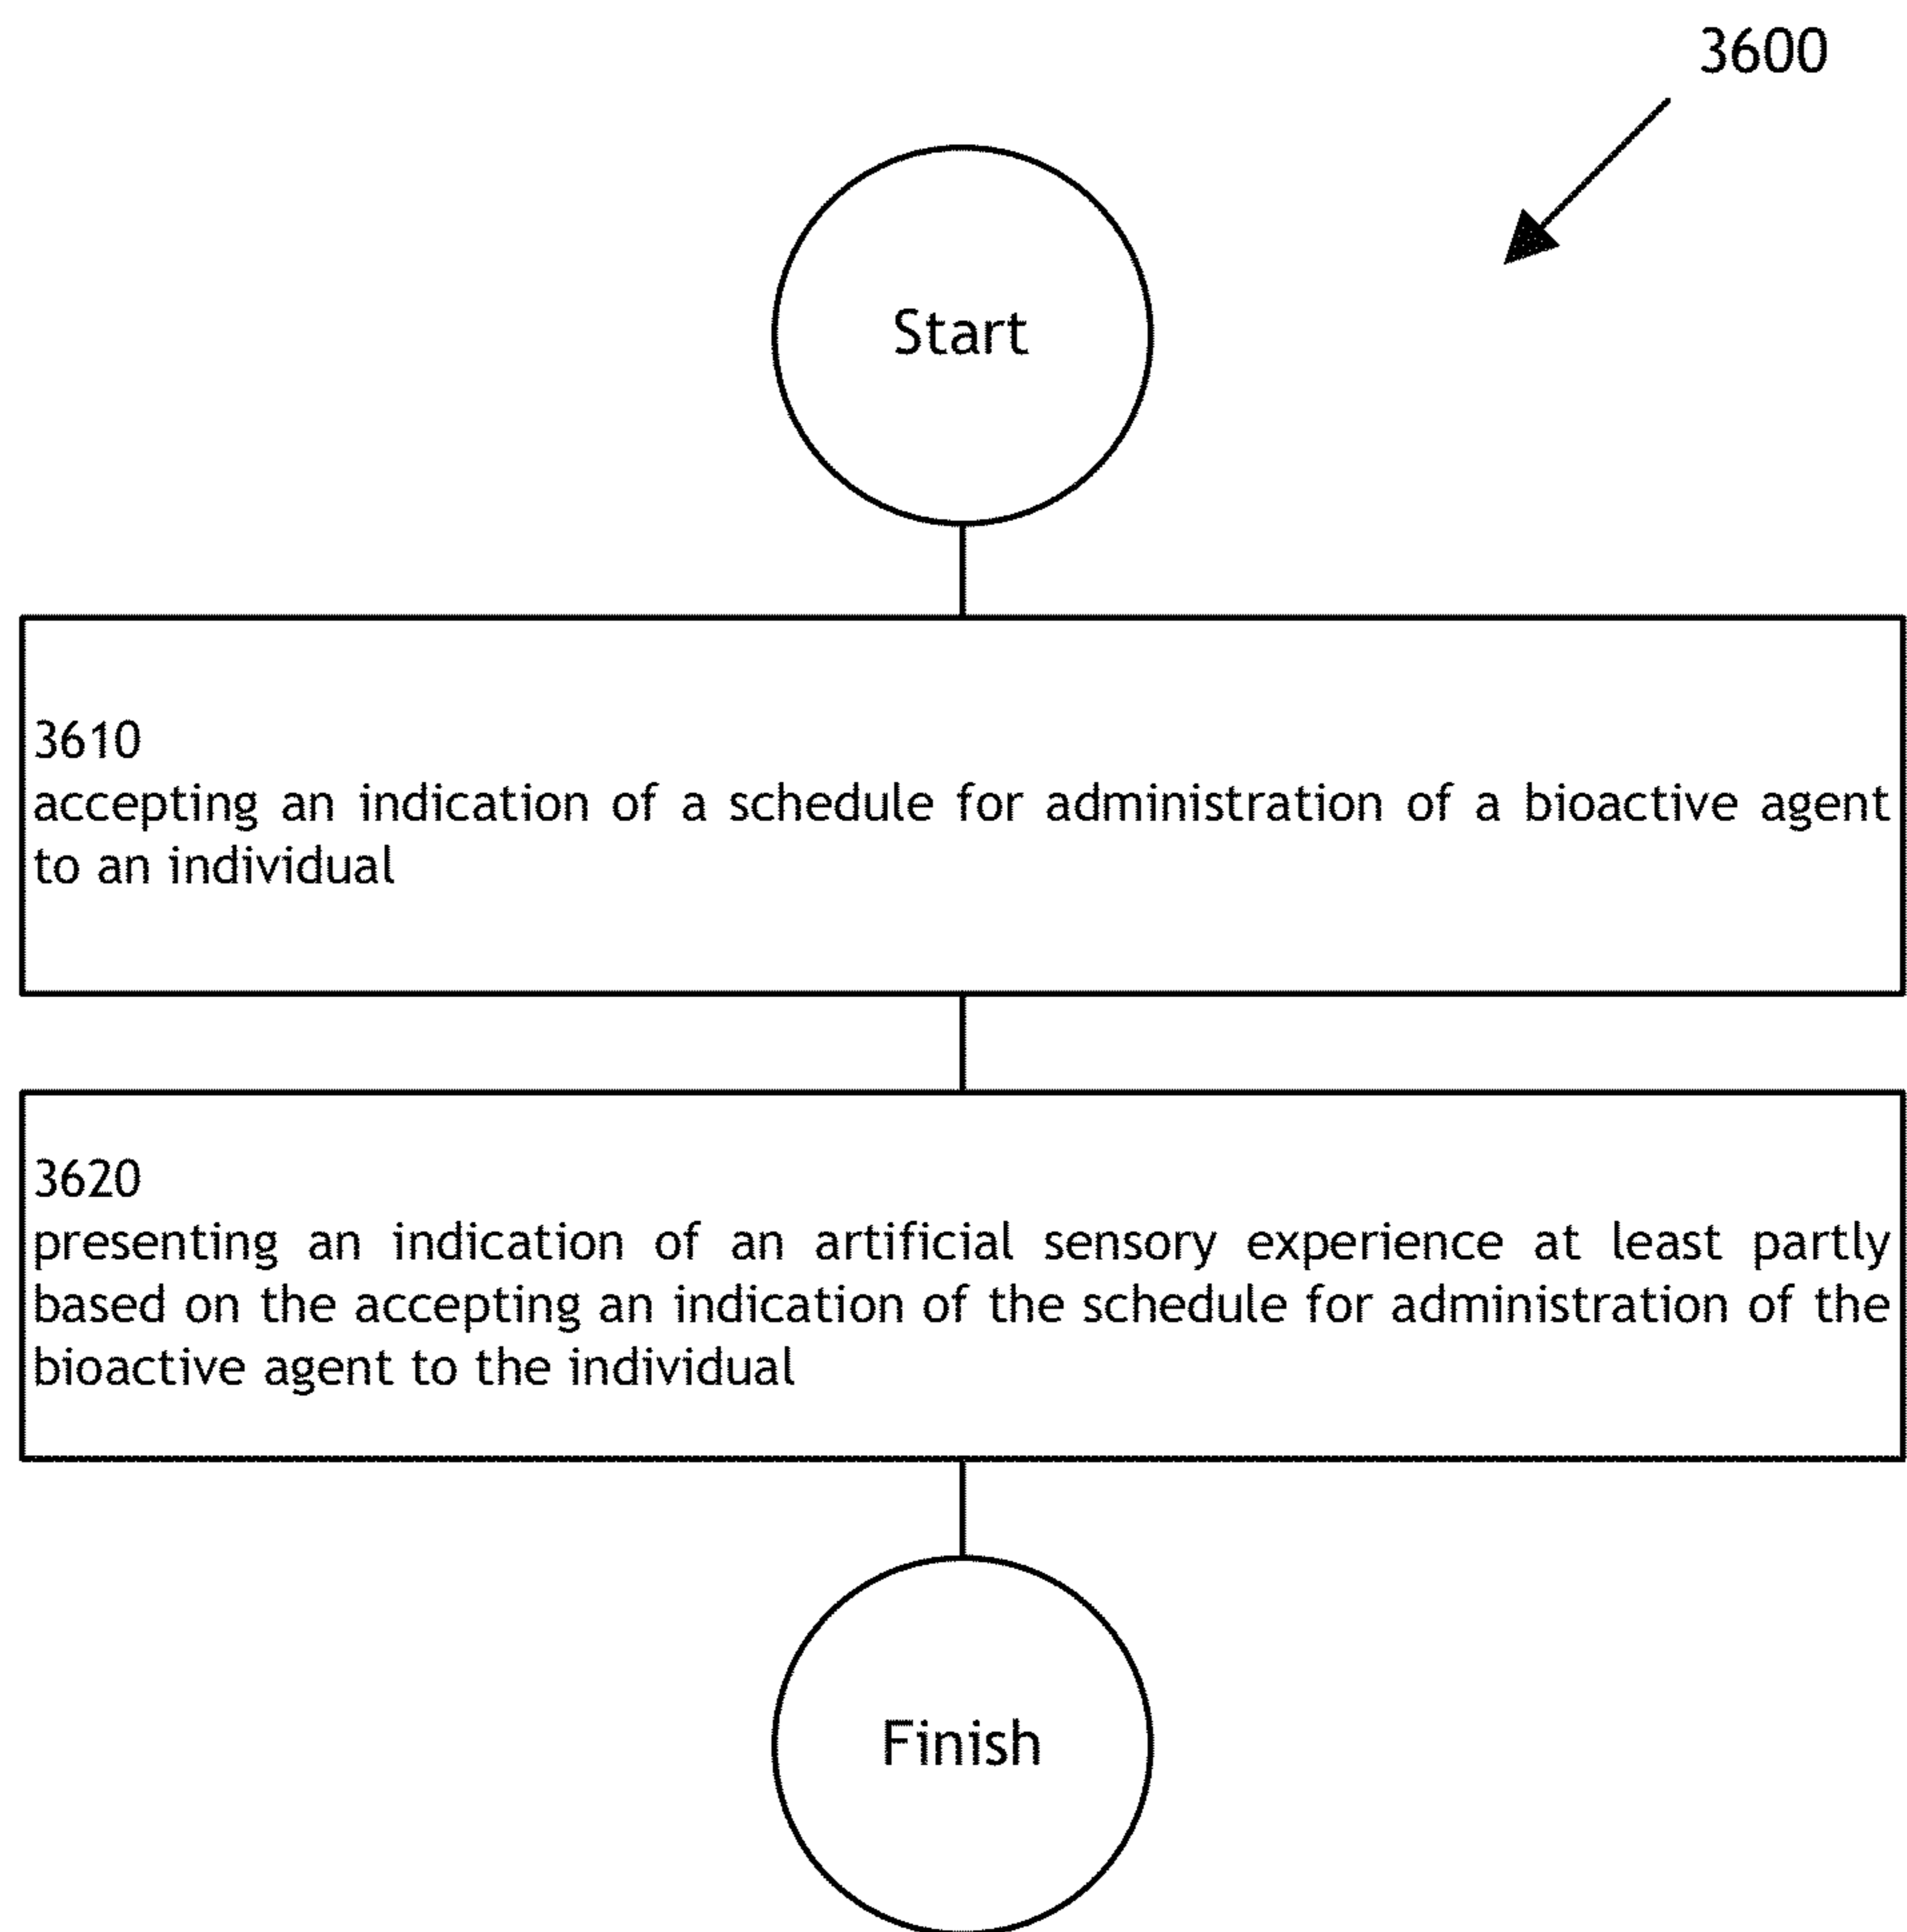 3600
Start
3610
accepting an indication of a schedule for administration of a bioactive agent
to an individual
3620
presenting an indication of an artificial sensory experience at least partly
based on the accepting an indication of the schedule for administration of the
bioactive agent to the individual
Finish